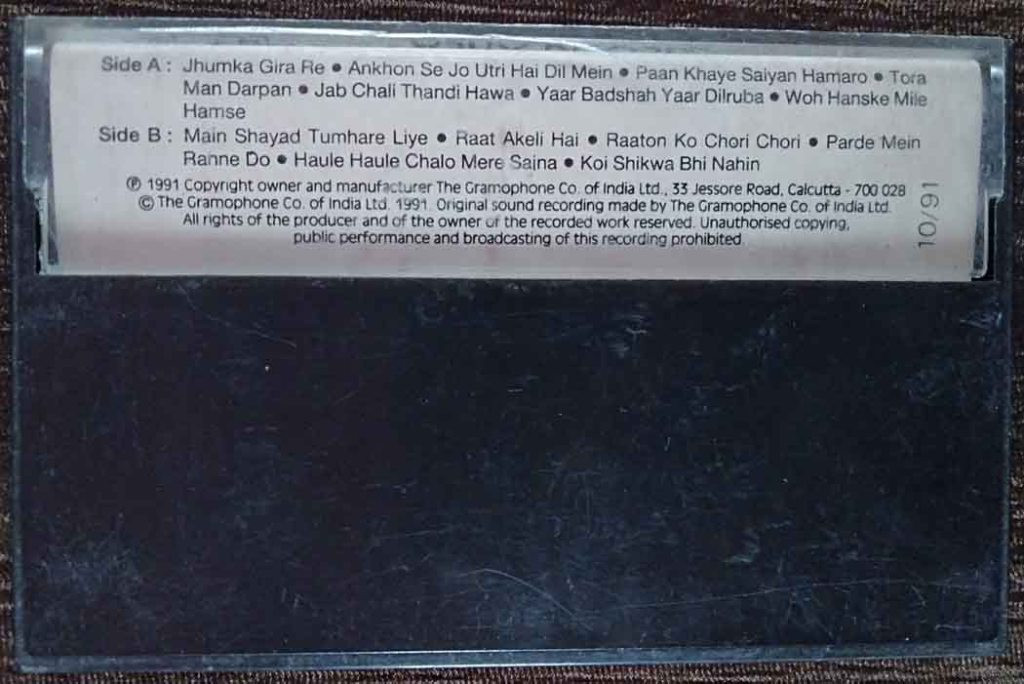 Side A : Jhumka Gira Re • Ankhon Se Jo Utri Hai Dil Mein • Paan Khaye Saiyan Hamaro • Tora
Man Darpan • Jab Chali Thandi Hawa • Yaar Badshah Yaar Dilruba • Woh Hanske Mile
Hamse
Side B : Main Shayad Tumhare Liye • Raat Akeli Hai • Raaton Ko Chori Chori • Parde Mein
Rahne Do • Haule Haule Chalo Mere Sajna • Koi Shikwa Bhi Nahin
℗ 1991 Copyright owner and manufacturer The Gramophone Co. of India Ltd., 33 Jessore Road, Calcutta - 700 028
© The Gramophone Co. of India Ltd. 1991. Original sound recording made by The Gramophone Co. of India Ltd.
All rights of the producer and of the owner of the recorded work reserved. Unauthorised copying,
public performance and broadcasting of this recording prohibited.
10/91